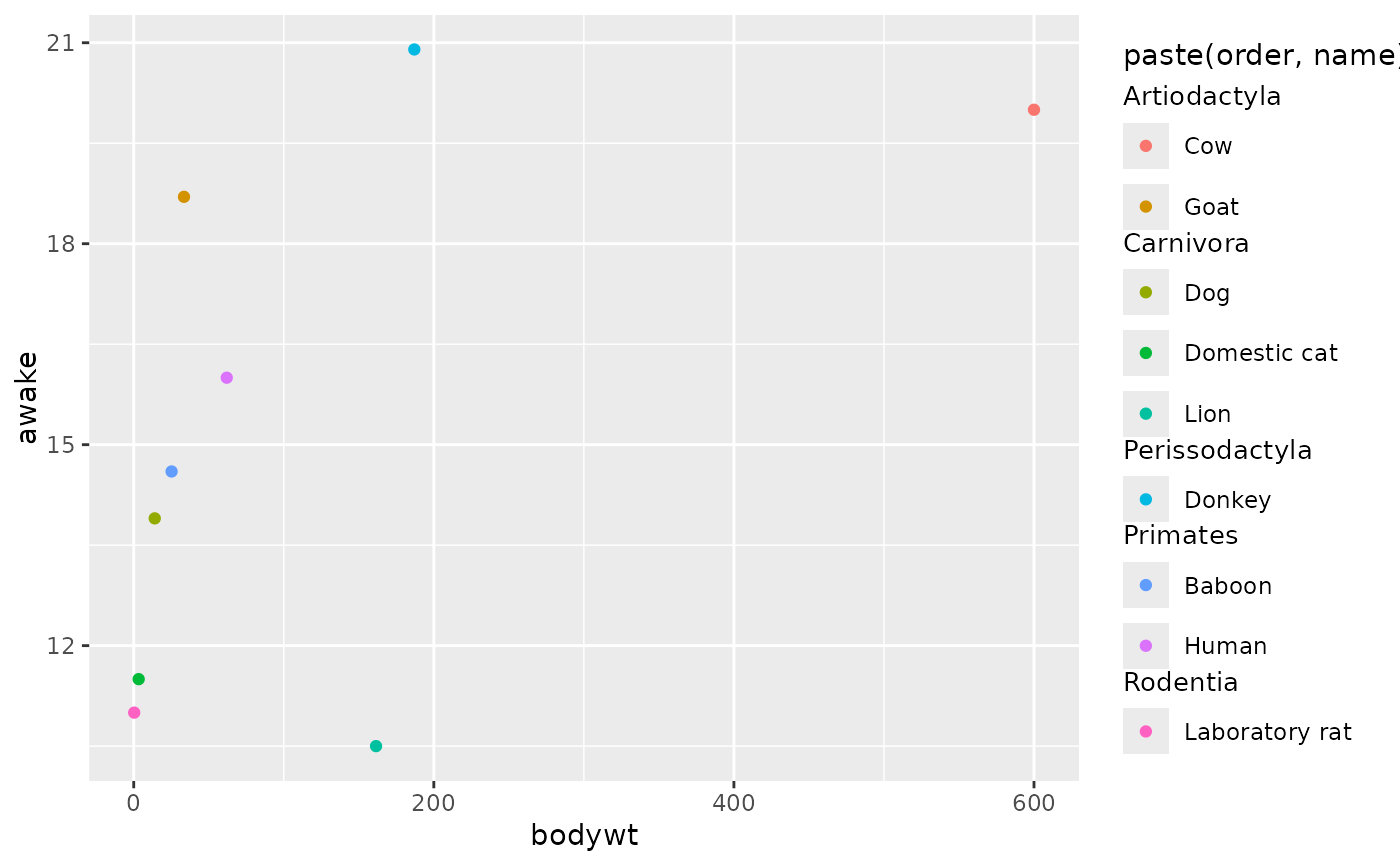 21
18
15
12
awake
0
200
400
600
bodywt
paste(order, name)
Artiodactyla
Cow
Goat
Carnivora
Dog
Domestic cat
Lion
Perissodactyla
Donkey
Primates
Baboon
Human
Rodentia
Laboratory rat